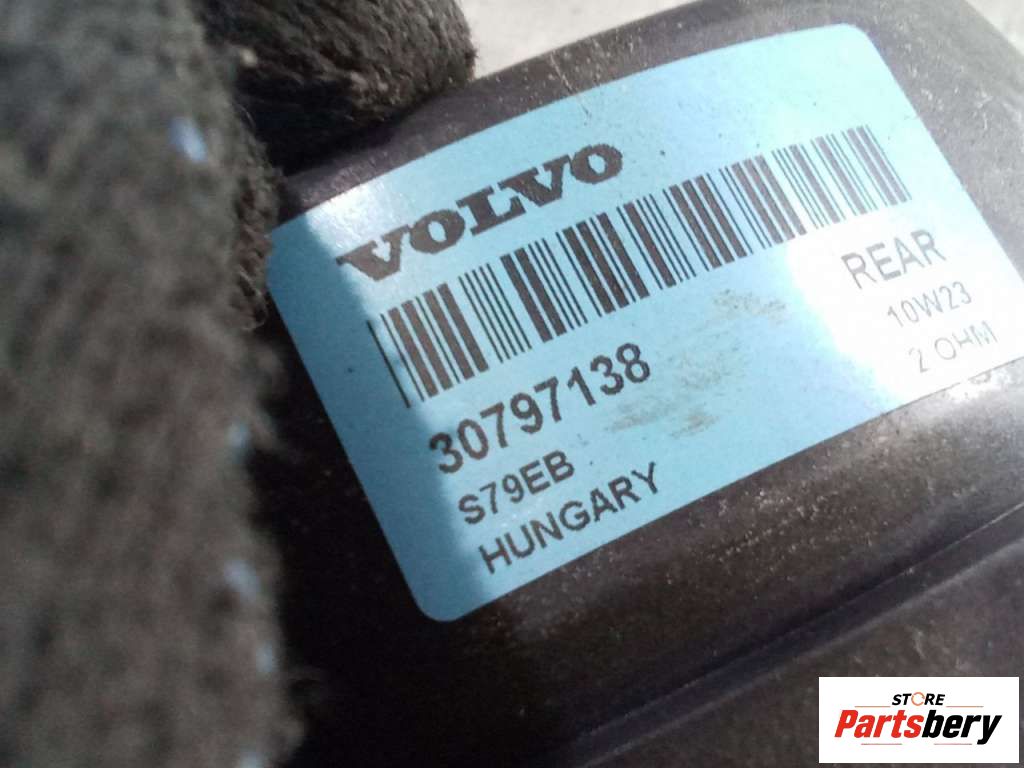 VOLVO
30797138
S79EB
HUNGARY
REAR
10W23
2 OHM
STORE
Partsbery